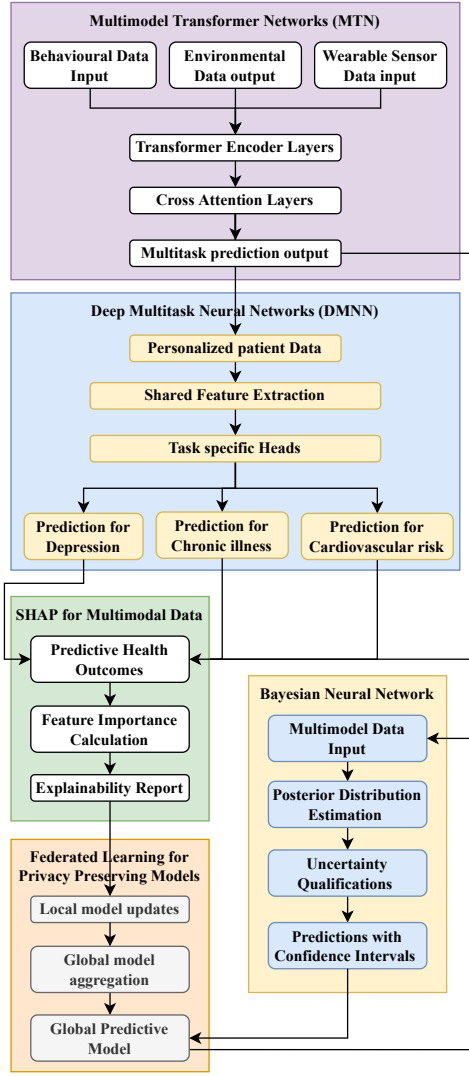 Multimodel Transformer Networks (MTN)
Behavioural Data
Input
Environmental
Data output
Wearable Sensor
Data input
Transformer Encoder Layers
Cross Attention Layers
Multitask prediction output
Deep Multitask Neural Networks (DMNN)
Personalized patient Data
Shared Feature Extraction
Task specific Heads
Prediction for
Depression
Prediction for
Chronic illness
Prediction for
Cardiovascular risk
SHAP for Multimodal Data
Predictive Health
Outcomes
Feature Importance
Calculation
Explainability Report
Bayesian Neural Network
Multimodel Data
Input
Posterior Distribution
Estimation
Uncertainty
Qualifications
Predictions with
Confidence Intervals
Federated Learning for
Privacy Preserving Models
Local model updates
Global model
aggregation
Global Predictive
Model